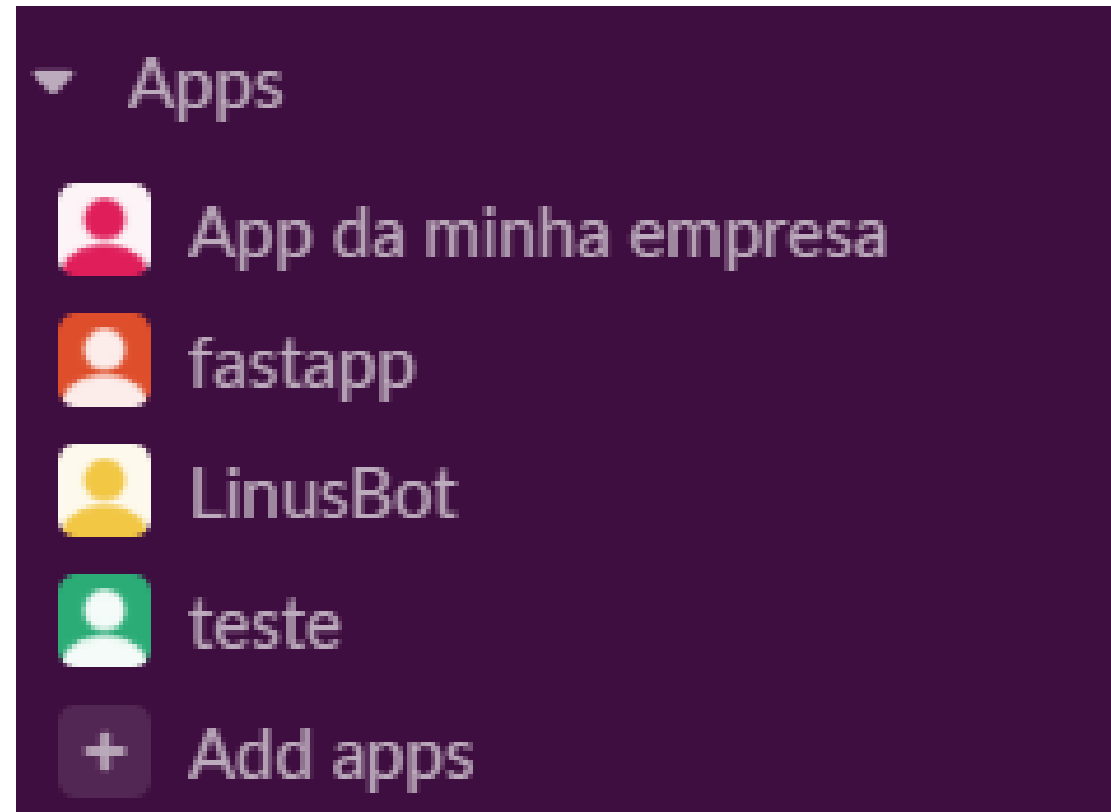 Apps
App da minha empresa
fastapp
LinusBot
teste
+ Add apps